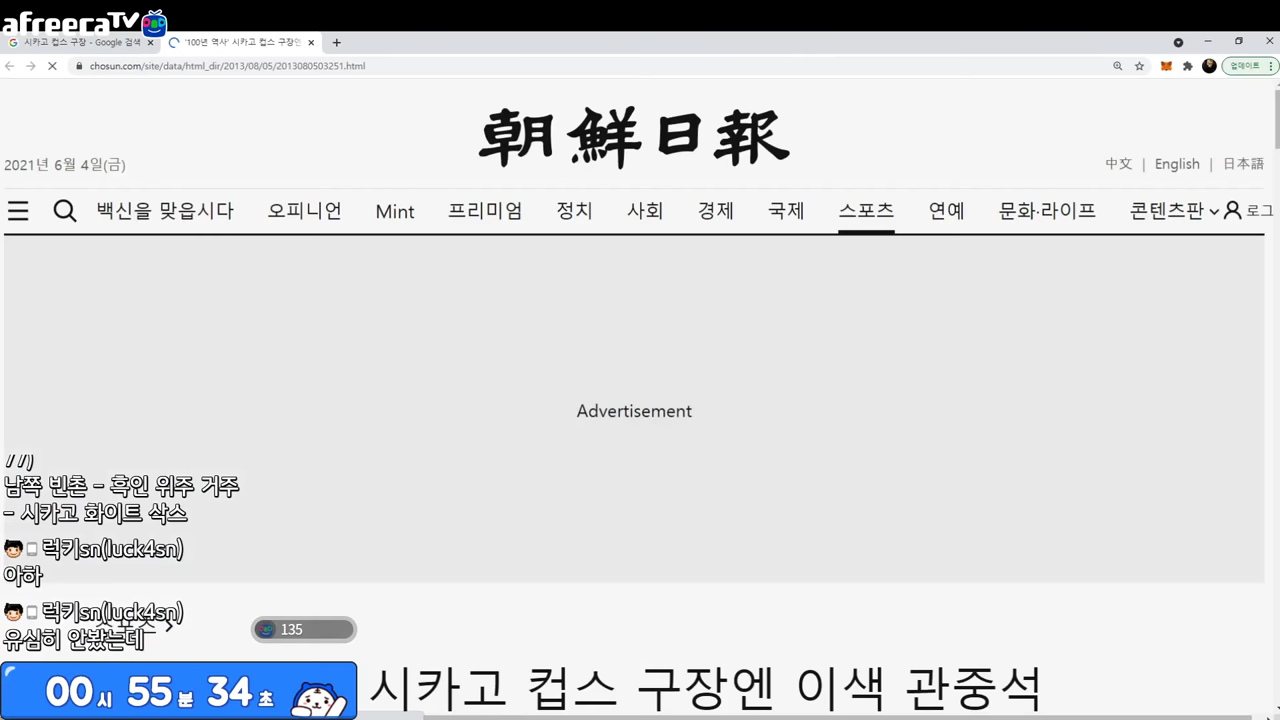 afreecaTV
시카고 컵스 구장 - Google 검색
'100년 역사' 시카고 컵스 구장엔
chosun.com/site/data/html_dir/2013/08/05/2013080503251.html
업데이트
朝鮮日報
2021년 6월 4일(금)
中文 | English | 日本語
백신을 맞읍시다 오피니언 Mint 프리미엄 정치 사회 경제 국제 스포츠 연예 문화·라이프 콘텐츠판 로그
Advertisement
남쪽 빈촌 - 흑인 위주 거주
- 시카고 화이트 삭스
럭키sn(luck4sn)
아하
럭키sn(luck4sn)
유심히 안봤는데
135
00시 55분 34초
시카고 컵스 구장엔 이색 관중석